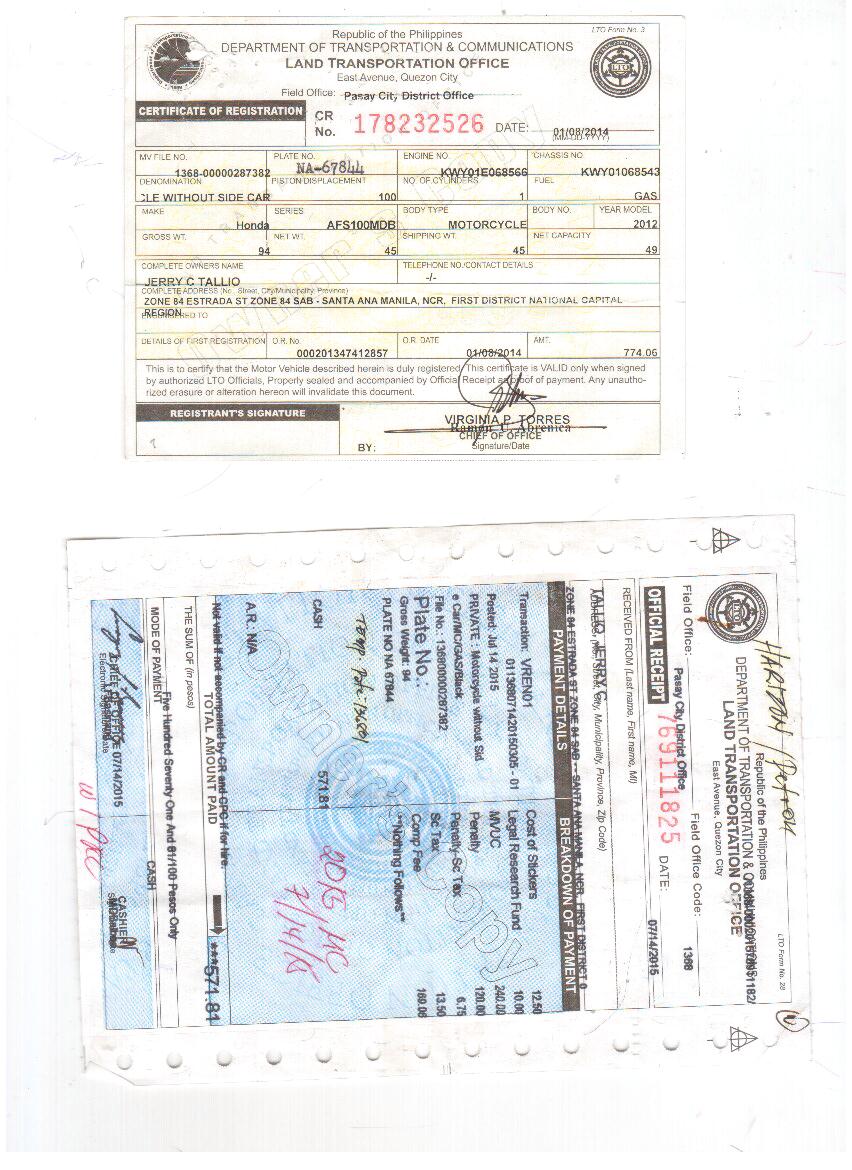 LTO Form No. 3
Republic of the Philippines
DEPARTMENT OF TRANSPORTATION & COMMUNICATIONS
LAND TRANSPORTATION OFFICE
East Avenue, Quezon City
Field Office: Pasay City, District Office
CERTIFICATE OF REGISTRATION
CR No. 178232526 DATE: 01/08/2014
(MM-DD-YYYY)
MV FILE NO. PLATE NO. ENGINE NO. CHASSIS NO.
1368-00000287382 NA-67844 KWY01E068566 KWY01068543
DENOMINATION PISTON DISPLACEMENT NO. OF CYLINDERS FUEL
CLE WITHOUT SIDE CAR 100 1 GAS
MAKE SERIES BODY TYPE BODY NO. YEAR MODEL
Honda AFS100MDB MOTORCYCLE 2012
GROSS WT. NET WT. SHIPPING WT. NET CAPACITY
94 45 45 49
COMPLETE OWNERS NAME TELEPHONE NO./CONTACT DETAILS
JERRY C TALLIO -/-
COMPLETE ADDRESS (No., Street, City/Municipality, Province)
ZONE 84 ESTRADA ST ZONE 84 SAB - SANTA ANA MANILA, NCR, FIRST DISTRICT NATIONAL CAPITAL
REGION
ENCUMBERED TO
DETAILS OF FIRST REGISTRATION O.R. No. O.R. DATE AMT.
000201347412857 01/08/2014 774.06
This is to certify that the Motor Vehicle described herein is duly registered. This certificate is VALID only when signed
by authorized LTO Officials, Properly sealed and accompanied by Official Receipt as proof of payment. Any unautho-
rized erasure or alteration hereon will invalidate this document.
REGISTRANT'S SIGNATURE
VIRGINIA P. TORRES
Ramon C. Abrenica
CHIEF OF OFFICE
BY: Signature/Date
LTO Form No. 28
HARISON / Petron
Republic of the Philippines
DEPARTMENT OF TRANSPORTATION &
LAND TRANSPORTATION OFFICE
East Avenue, Quezon City
Field Office: Pasay City District Office Field Office Code: 1368
OFFICIAL RECEIPT 769111825 DATE: 07/14/2015
RECEIVED FROM (Last name, First name, MI)
TALLIO, JERRY C
Address, (No., Street, City, Municipality, Province, Zip Code)
ZONE 84 ESTRADA ST ZONE 84 SAB - SANTA ANA MANILA, NCR, FIRST DISTRICT 0
PAYMENT DETAILS BREAKDOWN OF PAYMENT
Transaction: VREN01 Cost of Stickers 12.50
011368071420150305 - 01 Legal Research Fund 10.00
Posted: Jul 14 2015 MVUC 240.00
PRIVATE : Motorcycle without Sid Penalty 120.00
e Car/MC/GAS/Black Penalty-Sc Tax 6.75
File No.: 136800000287382 Sc Tax 13.50
Plate No.: Comp Fee 169.06
Gross Weight: 94 **Nothing Follows**
PLATE NO NA 67844
Temp. Plate: 136801
2015 MC
7/14/15
CASH 571.81
Owner's Copy
A.R. N/A
Not valid if not accompanied by CR and CPC if for hire.
TOTAL AMOUNT PAID ***571.81
THE SUM OF (in pesos)
Five Hundred Seventy One And 81/100 Pesos Only
MODE OF PAYMENT CASH
CHIEF OF OFFICE 07/14/2015
CASHIER